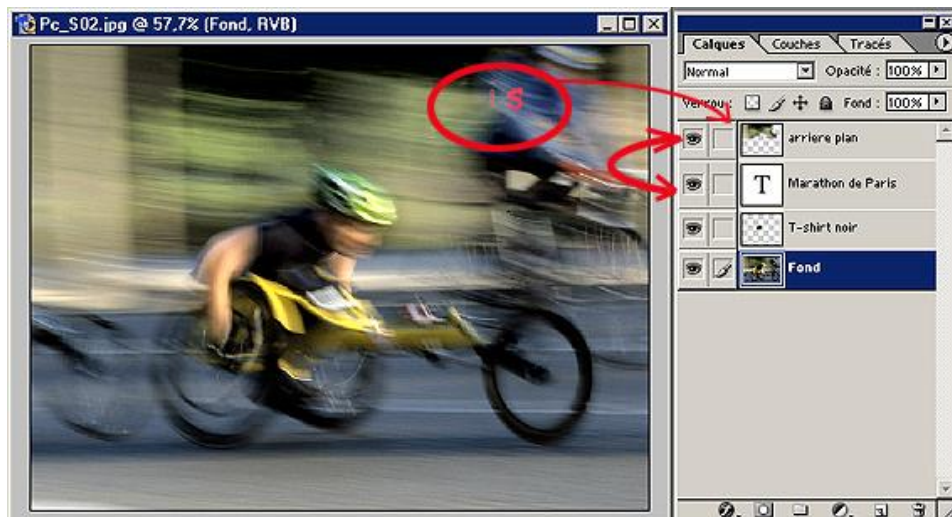 Pc_S02.jpg @ 57,7% (Fond, RVB)
Calques Couches Tracés
Normal Opacité : 100%
Verrou : Fond : 100%
i S
arriere plan
T Marathon de Paris
T-shirt noir
Fond